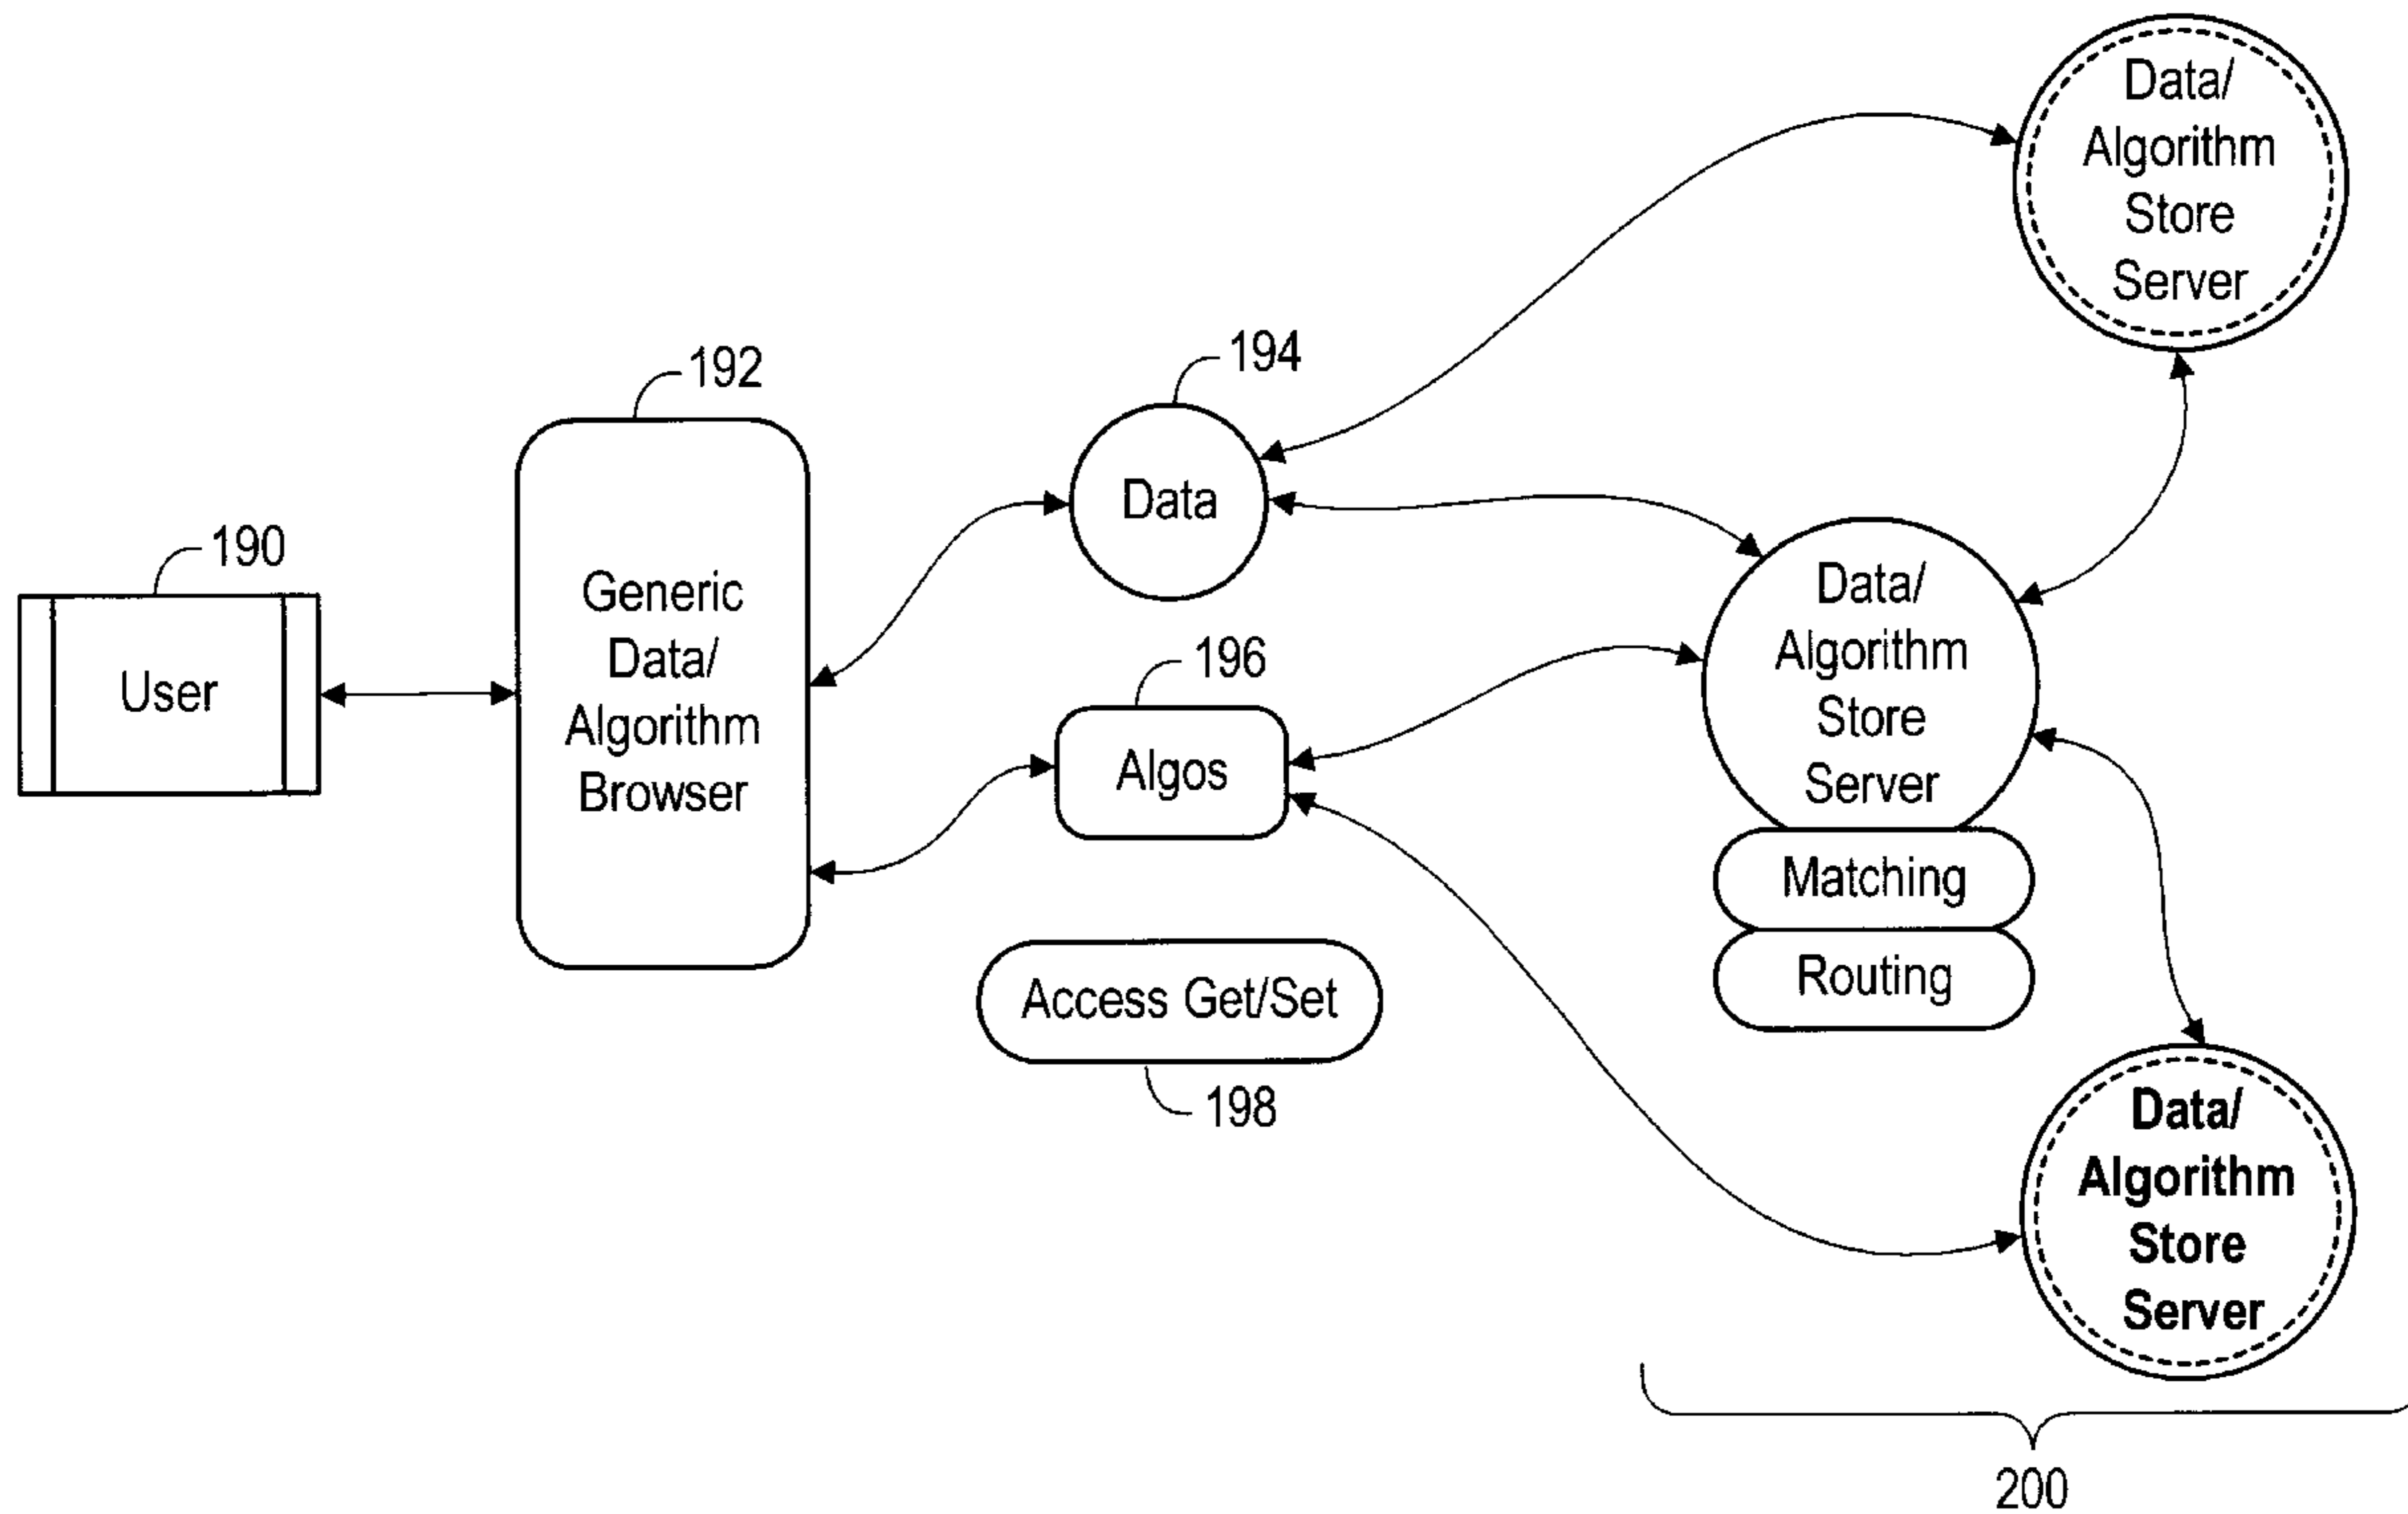 190
User
192
Generic
Data/
Algorithm
Browser
194
Data
196
Algos
Access Get/Set
198
Data/
Algorithm
Store
Server
Data/
Algorithm
Store
Server
Matching
Routing
Data/
Algorithm
Store
Server
200